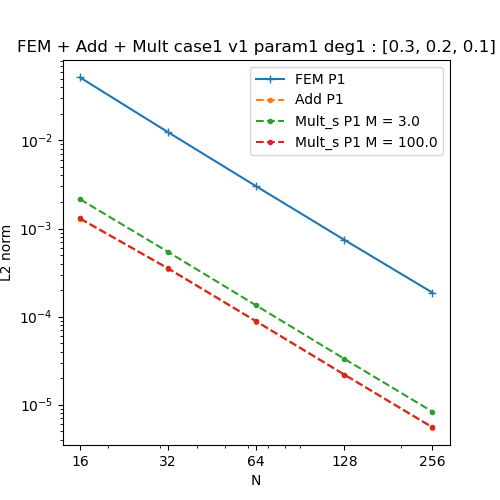 FEM + Add + Mult case1 v1 param1 deg1 : [0.3, 0.2, 0.1]
FEM P1
Add P1
Mult_s P1 M = 3.0
Mult_s P1 M = 100.0
10^-2
10^-3
10^-4
10^-5
L2 norm
16 32 64 128 256
N